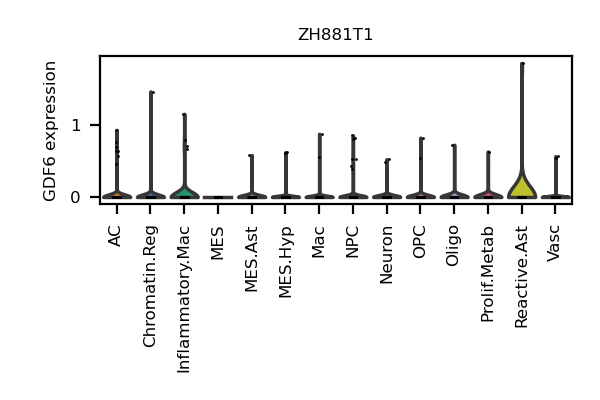 ZH881T1
GDF6 expression
1
0
AC
Chromatin.Reg
Inflammatory.Mac
MES
MES.Ast
MES.Hyp
Mac
NPC
Neuron
OPC
Oligo
Prolif.Metab
Reactive.Ast
Vasc